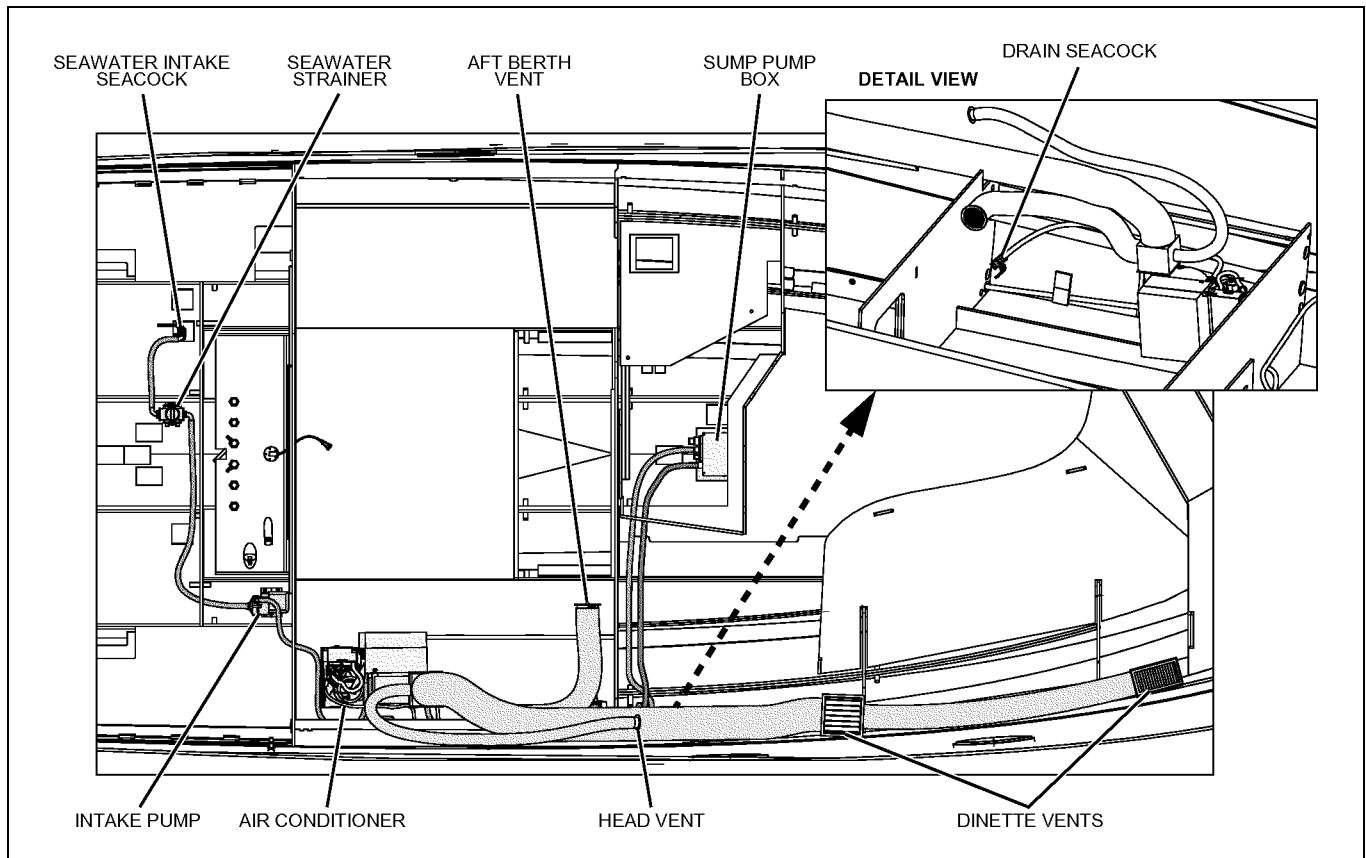 SEAWATER INTAKE
SEACOCK
SEAWATER
STRAINER
AFT BERTH
VENT
SUMP PUMP
BOX
DRAIN SEACOCK
DETAIL VIEW
INTAKE PUMP
AIR CONDITIONER
HEAD VENT
DINETTE VENTS